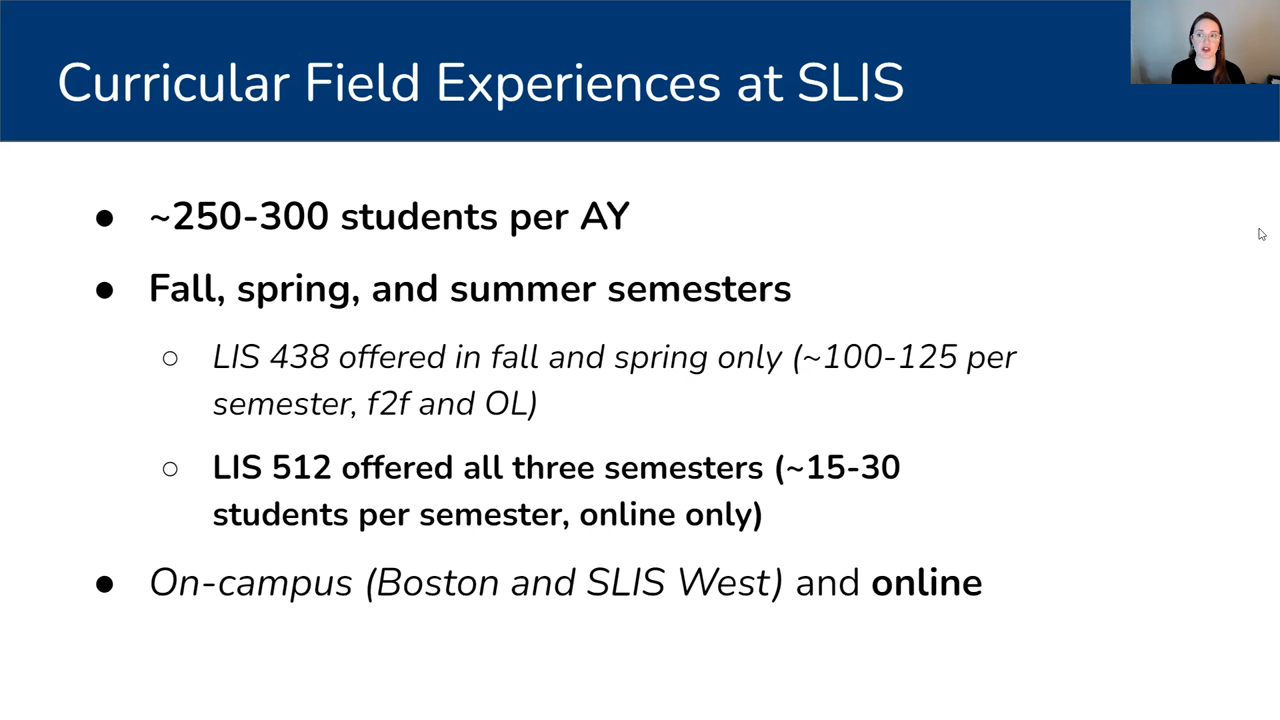 Curricular Field Experiences at SLIS
● ~250-300 students per AY
● Fall, spring, and summer semesters
○ LIS 438 offered in fall and spring only (~100-125 per
semester, f2f and OL)
○ LIS 512 offered all three semesters (~15-30
students per semester, online only)
● On-campus (Boston and SLIS West) and online